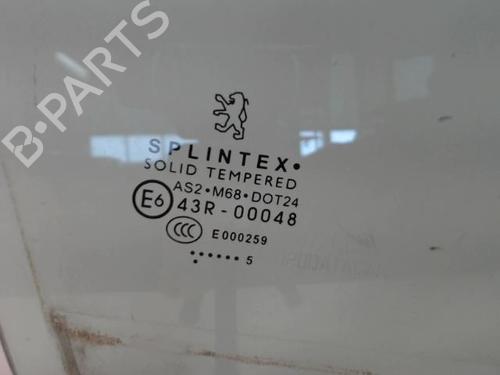 B-PARTS
SPLINTEX•
SOLID TEMPERED
AS2•M68•DOT24
E6 43R-00048
CCC E000259
•••••• 5